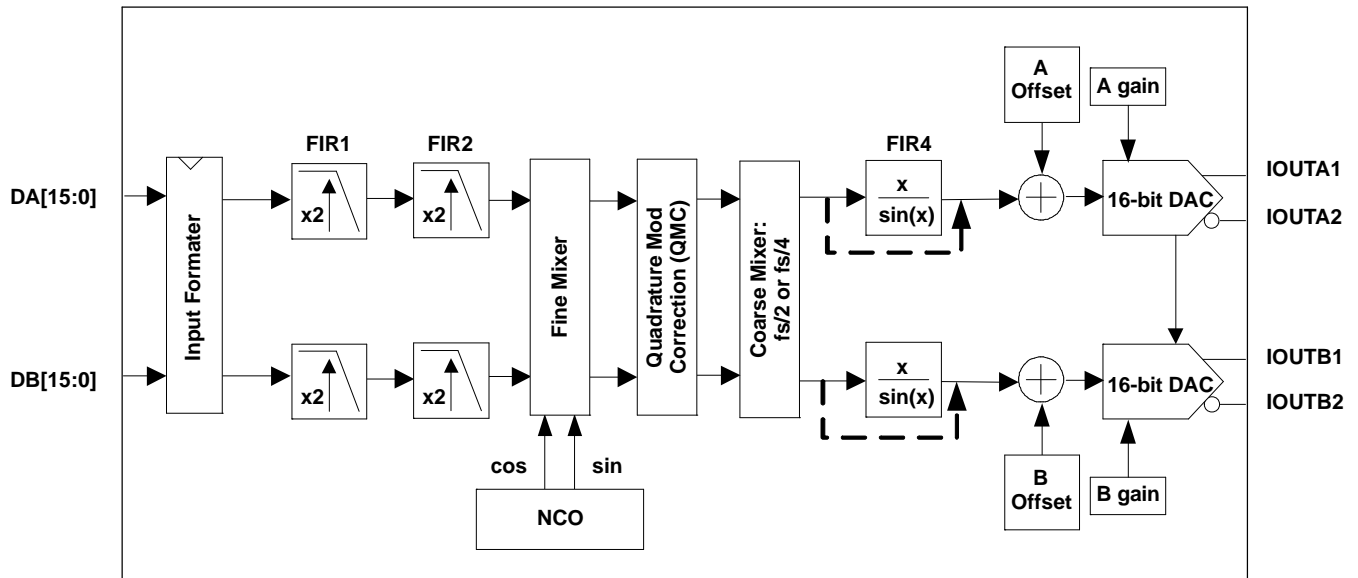 A
Offset
A gain
FIR1
FIR2
FIR4
DA[15:0]
x2
x2
x
sin(x)
16-bit DAC
IOUTA1
IOUTA2
Input Formater
Fine Mixer
Quadrature Mod
Correction (QMC)
Coarse Mixer:
fs/2 or fs/4
DB[15:0]
x2
x2
x
sin(x)
16-bit DAC
IOUTB1
IOUTB2
cos
sin
NCO
B
Offset
B gain